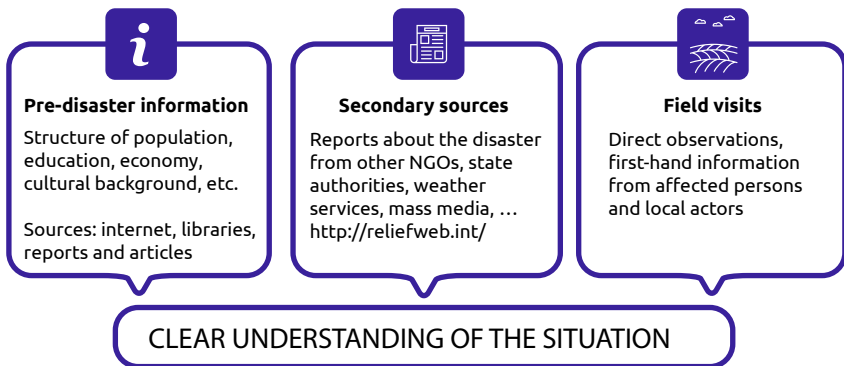 Pre-disaster information
Structure of population,
education, economy,
cultural background, etc.
Sources: internet, libraries,
reports and articles
Secondary sources
Reports about the disaster
from other NGOs, state
authorities, weather
services, mass media, …
http://reliefweb.int/
Field visits
Direct observations,
first-hand information
from affected persons
and local actors
CLEAR UNDERSTANDING OF THE SITUATION